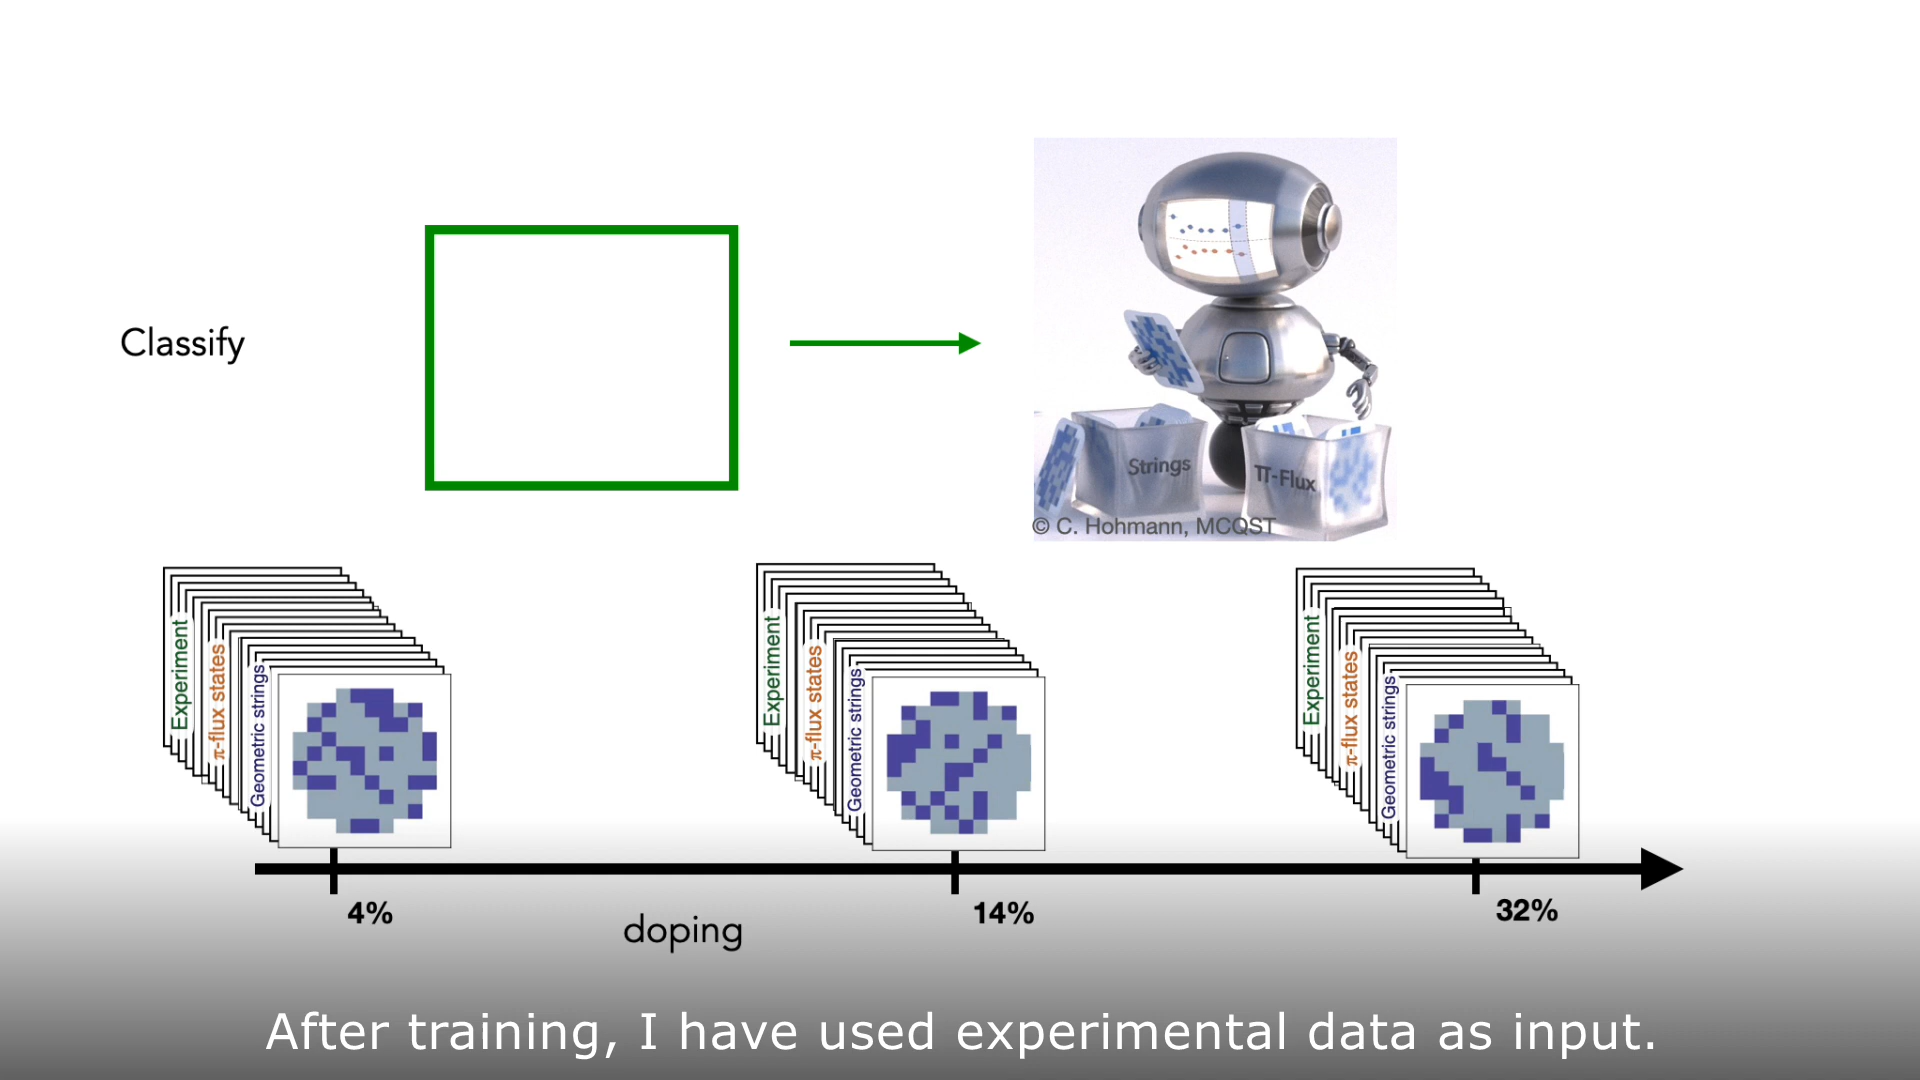 Classify
Strings
π-Flux
© C. Hohmann, MCQST
Experiment
π-flux states
Geometric strings
Experiment
π-flux states
Geometric strings
Experiment
π-flux states
Geometric strings
4%
14%
32%
doping
After training, I have used experimental data as input.